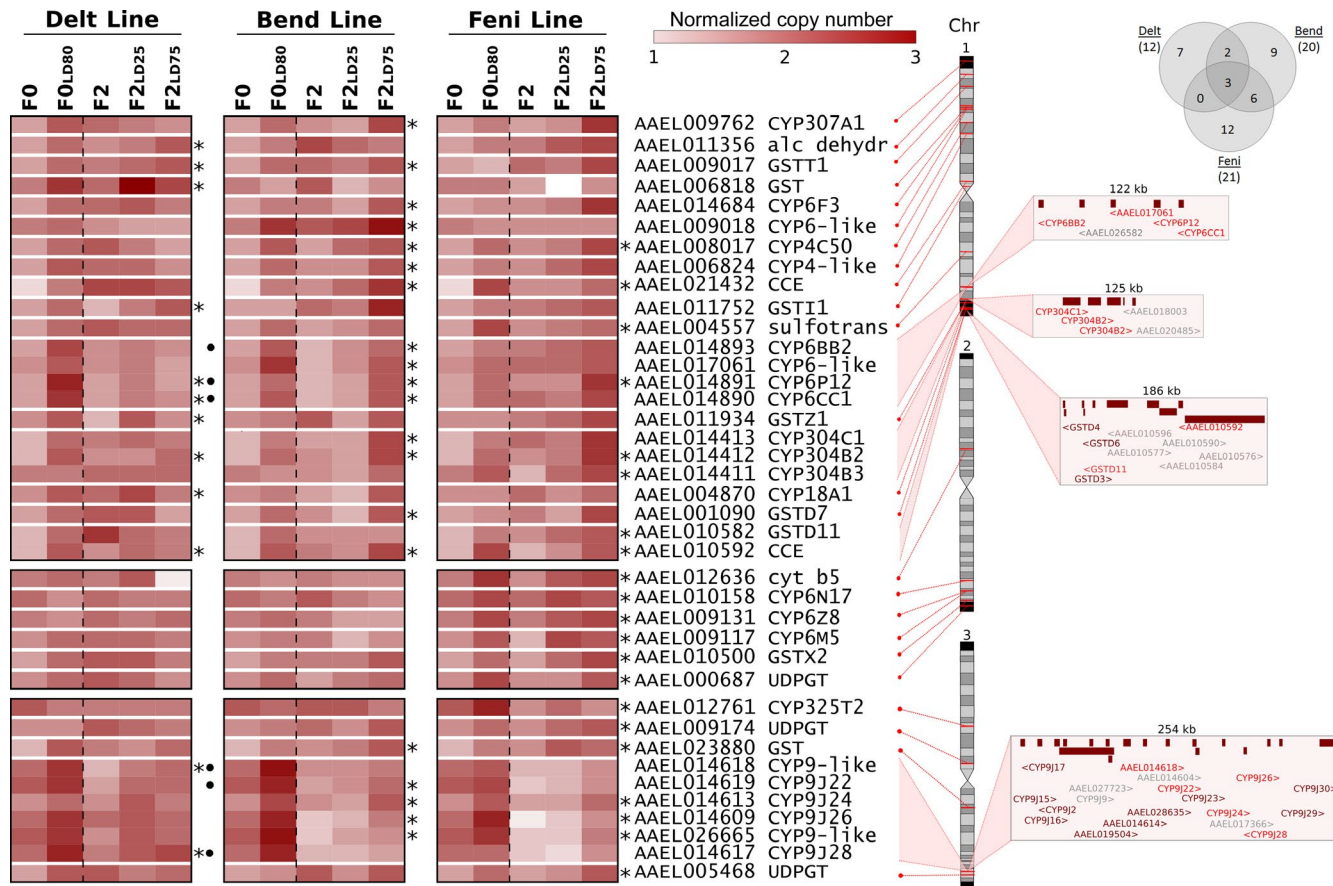 Delt Line
Bend Line
Feni Line
Normalized copy number
1 2 3
Chr
F0 F0LD80 F2 F2LD25 F2LD75
F0 F0LD80 F2 F2LD25 F2LD75
F0 F0LD80 F2 F2LD25 F2LD75
* AAEL009762 CYP307A1
* AAEL011356 alc dehydr
* * AAEL009017 GSTT1
* AAEL006818 GST
* AAEL014684 CYP6F3
* AAEL009018 CYP6-like
* * AAEL008017 CYP4C50
* AAEL006824 CYP4-like
* AAEL021432 CCE
* AAEL011752 GSTI1
* AAEL004557 sulfotrans
• * AAEL014893 CYP6BB2
* AAEL017061 CYP6-like
*• * * AAEL014891 CYP6P12
*• * AAEL014890 CYP6CC1
* AAEL011934 GSTZ1
* AAEL014413 CYP304C1
* * * AAEL014412 CYP304B2
* AAEL014411 CYP304B3
* AAEL004870 CYP18A1
* AAEL001090 GSTD7
* AAEL010582 GSTD11
* * * AAEL010592 CCE
* AAEL012636 cyt b5
* AAEL010158 CYP6N17
* AAEL009131 CYP6Z8
* AAEL009117 CYP6M5
* AAEL010500 GSTX2
* AAEL000687 UDPGT
* AAEL012761 CYP325T2
* AAEL009174 UDPGT
* * AAEL023880 GST
*• AAEL014618 CYP9-like
• * AAEL014619 CYP9J22
* * AAEL014613 CYP9J24
* * AAEL014609 CYP9J26
* * AAEL026665 CYP9-like
*• AAEL014617 CYP9J28
* AAEL005468 UDPGT
1
2
3
Delt
(12)
Bend
(20)
7 2 9
3
0 6
12
Feni
(21)
122 kb
<AAEL017061
<CYP6BB2 <CYP6P12
<AAEL026582 <CYP6CC1
125 kb
CYP304C1> <AAEL018003
CYP304B2>
CYP304B2> AAEL020485>
186 kb
<GSTD4 <AAEL010592
<AAEL010596
<GSTD6 AAEL010590>
AAEL010577> AAEL010576>
<GSTD11 <AAEL010584
GSTD3>
254 kb
<CYP9J17 AAEL014618>
AAEL014604> CYP9J26>
AAEL027723> CYP9J22> CYP9J30>
CYP9J15> CYP9J9> CYP9J23>
<CYP9J2 AAEL028635> CYP9J24> CYP9J29>
CYP9J16> AAEL014614> AAEL017366>
AAEL019504> <CYP9J28